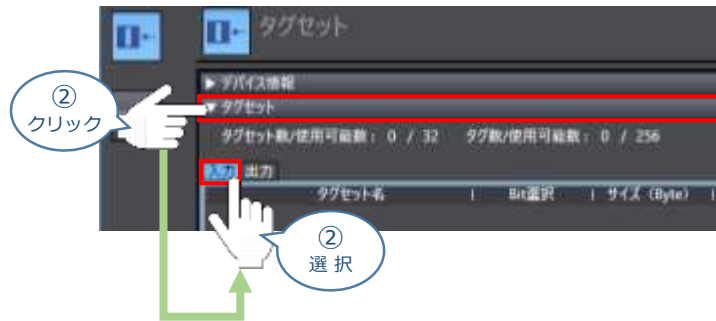 タグセット
▶ デバイス情報
▼ タグセット
②
クリック
タグセット数/使用可能数: 0 / 32 タグ数/使用可能数: 0 / 256
入力 出力
タグセット名 | Bit選択 | サイズ (Byte) |
②
選 択